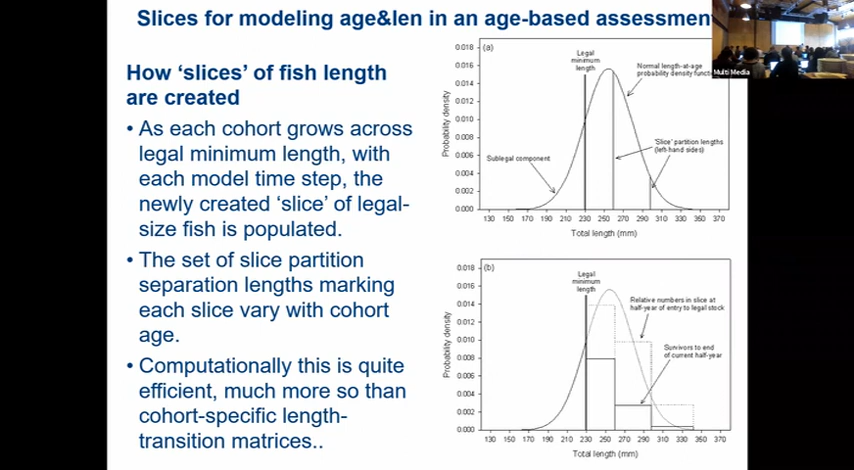 Slices for modeling age&len in an age-based assessment
Multi Media
How ‘slices’ of fish length
are created
• As each cohort grows across
legal minimum length, with
each model time step, the
newly created ‘slice’ of legal-
size fish is populated.
• The set of slice partition
separation lengths marking
each slice vary with cohort
age.
• Computationally this is quite
efficient, much more so than
cohort-specific length-
transition matrices..
(a)
Probability density
0.018
0.016
0.014
0.012
0.010
0.008
0.006
0.004
0.002
0.000
Legal
minimum
length
Normal length-at-age
probability density
'Slice' partition lengths
(left-hand sides)
Sublegal component
130 150 170 190 210 230 250 270 290 310 330 350 370
Total length (mm)
(b)
Probability density
0.018
0.016
0.014
0.012
0.010
0.008
0.006
0.004
0.002
0.000
Legal
minimum
length
Relative numbers in slice at
half-year of entry to legal stock
Survivors to end
of current half-year
130 150 170 190 210 230 250 270 290 310 330 350 370
Total length (mm)